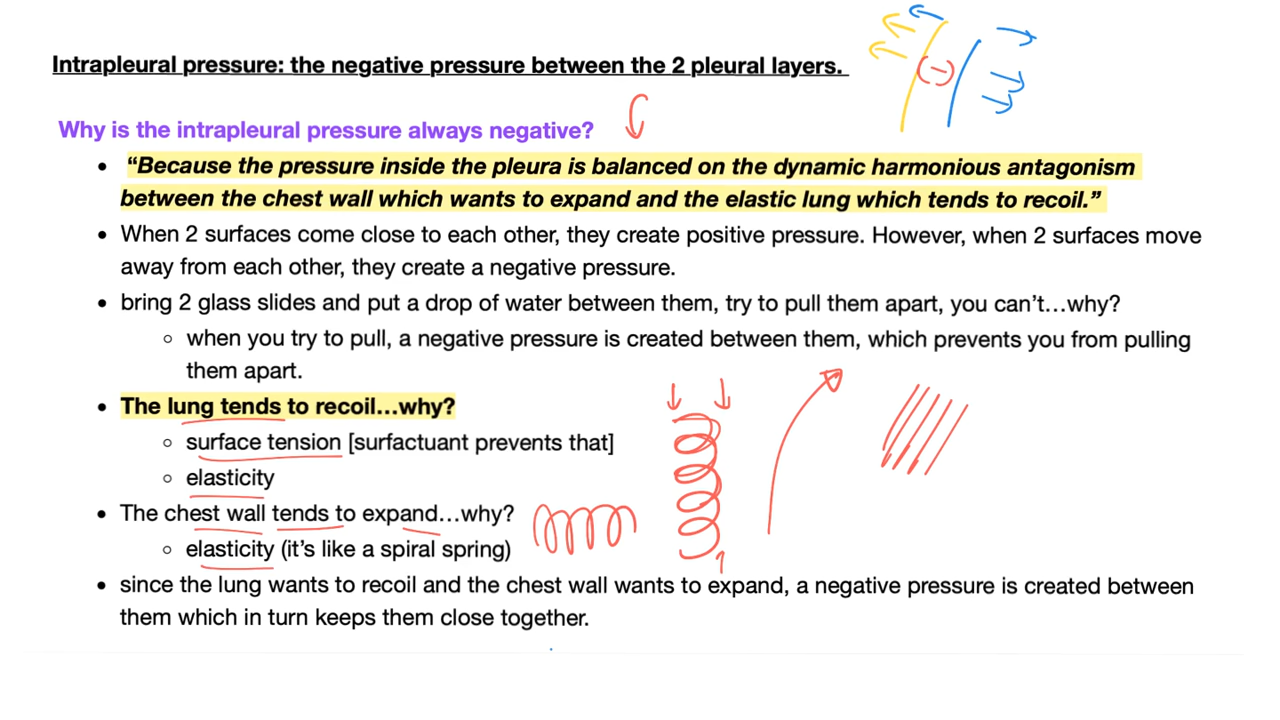 Intrapleural pressure: the negative pressure between the 2 pleural layers.
(-)
Why is the intrapleural pressure always negative?
• “Because the pressure inside the pleura is balanced on the dynamic harmonious antagonism
between the chest wall which wants to expand and the elastic lung which tends to recoil.”
• When 2 surfaces come close to each other, they create positive pressure. However, when 2 surfaces move
away from each other, they create a negative pressure.
• bring 2 glass slides and put a drop of water between them, try to pull them apart, you can’t…why?
◦ when you try to pull, a negative pressure is created between them, which prevents you from pulling
them apart.
• The lung tends to recoil…why?
◦ surface tension [surfactuant prevents that]
◦ elasticity
• The chest wall tends to expand…why?
◦ elasticity (it’s like a spiral spring)
• since the lung wants to recoil and the chest wall wants to expand, a negative pressure is created between
them which in turn keeps them close together.